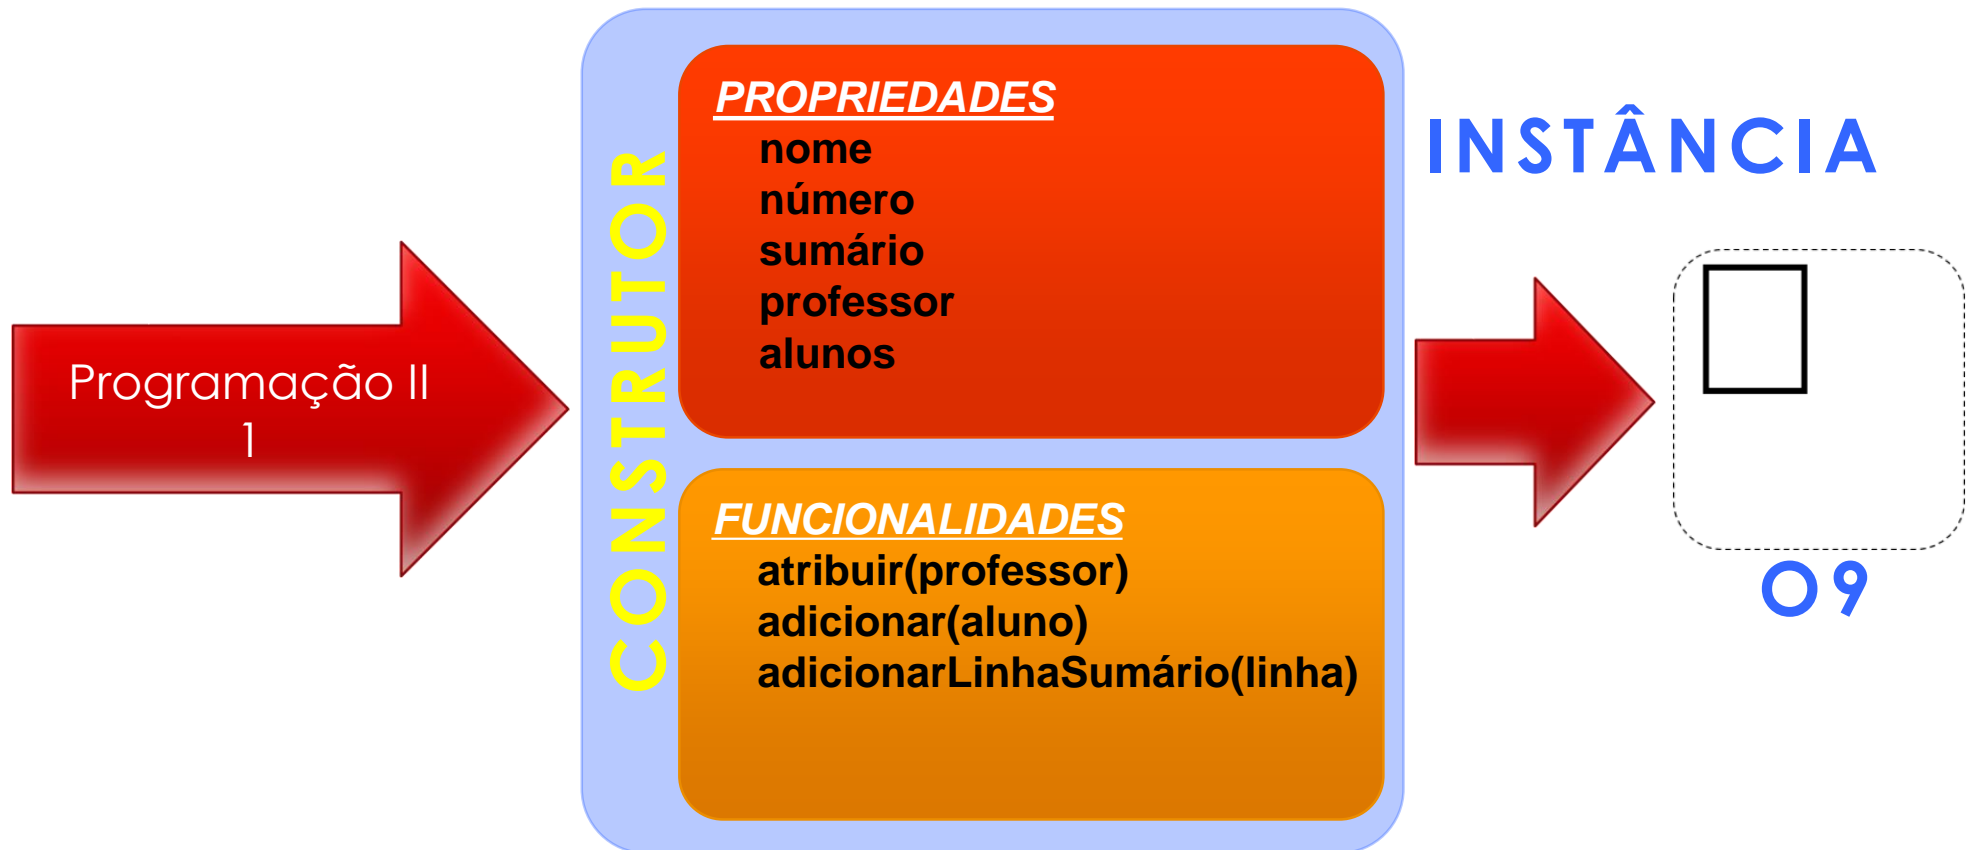 Programação II
1
CONSTRUTOR
PROPRIEDADES
nome
número
sumário
professor
alunos
FUNCIONALIDADES
atribuir(professor)
adicionar(aluno)
adicionarLinhaSumário(linha)
INSTÂNCIA
O9